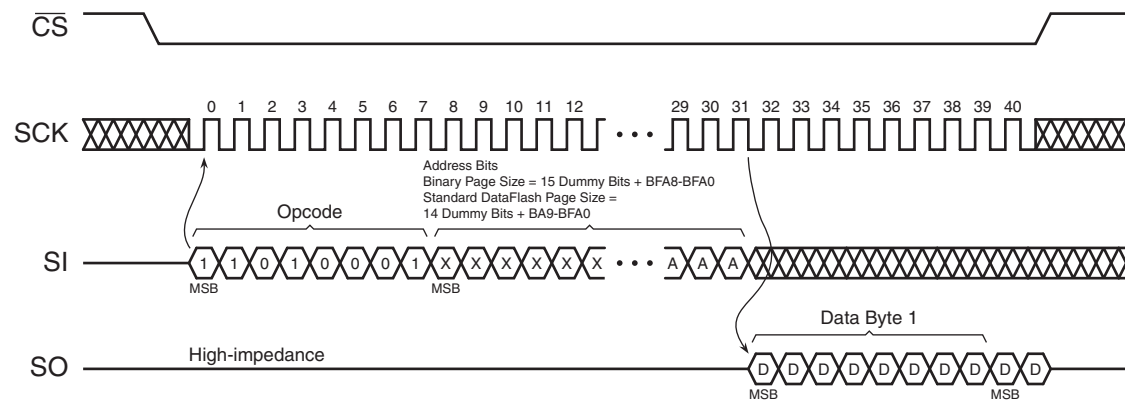 CS
SCK
0 1 2 3 4 5 6 7 8 9 10 11 12 29 30 31 32 33 34 35 36 37 38 39 40
Address Bits
Binary Page Size = 15 Dummy Bits + BFA8-BFA0
Standard DataFlash Page Size =
14 Dummy Bits + BA9-BFA0
Opcode
SI
1 1 0 1 0 0 0 1 X X X X X X • • • A A A
MSB MSB
Data Byte 1
SO
High-impedance
D D D D D D D D D D
MSB MSB